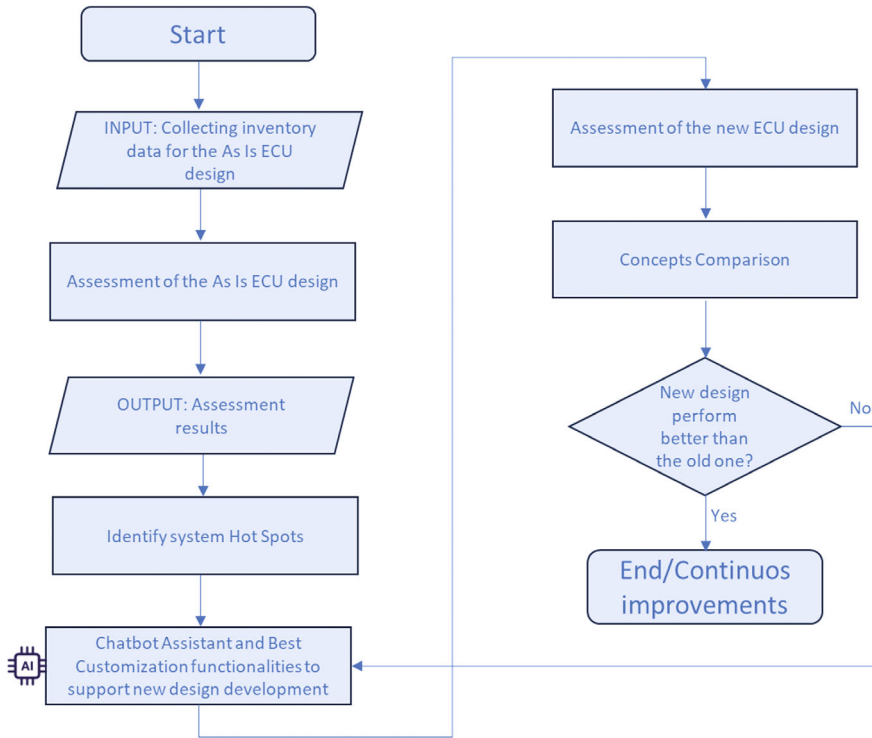 Start
INPUT: Collecting inventory
data for the As Is ECU
design
Assessment of the As Is ECU design
OUTPUT: Assessment
results
Identify system Hot Spots
AI
Chatbot Assistant and Best
Customization functionalities to
support new design development
Assessment of the new ECU design
Concepts Comparison
New design
perform
better than
the old one?
No
Yes
End/Continuos
improvements